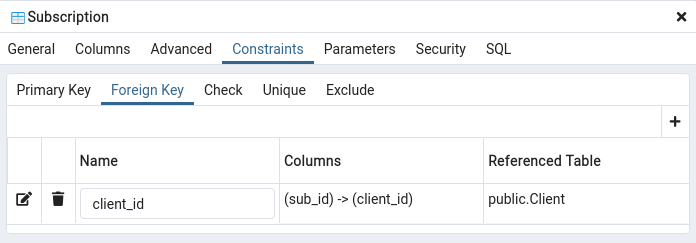 Subscription
General Columns Advanced Constraints Parameters Security SQL
Primary Key Foreign Key Check Unique Exclude
Name Columns Referenced Table
client_id (sub_id) -> (client_id) public.Client